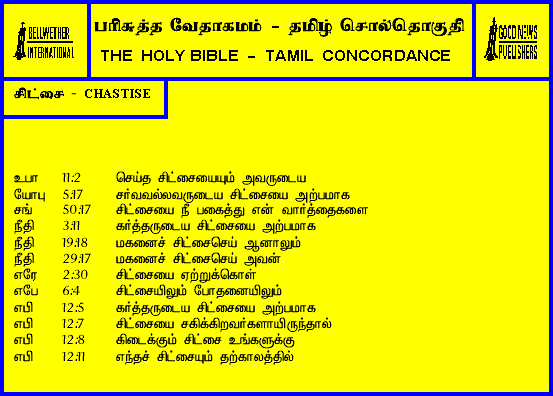 BELLWETHER
INTERNATIONAL
பரிசுத்த வேதாகமம் - தமிழ் சொல்தொகுதி
THE HOLY BIBLE - TAMIL CONCORDANCE
GOOD NEWS
PUBLISHERS
சிட்சை - CHASTISE
உபா 11:2 செய்த சிட்சையையும் அவருடைய
யோபு 5:17 சர்வவல்லவருடைய சிட்சையை அற்பமாக
சங் 50:17 சிட்சையை நீ பகைத்து என் வார்த்தைகளை
நீதி 3:11 கர்த்தருடைய சிட்சையை அற்பமாக
நீதி 19:18 மகனைச் சிட்சைசெய் ஆனாலும்
நீதி 29:17 மகனைச் சிட்சைசெய் அவன்
எரே 2:30 சிட்சையை ஏற்றுக்கொள்
எபே 6:4 சிட்சையிலும் போதனையிலும்
எபி 12:5 கர்த்தருடைய சிட்சையை அற்பமாக
எபி 12:7 சிட்சையை சகிக்கிறவர்களாயிருந்தால்
எபி 12:8 கிடைக்கும் சிட்சை உங்களுக்கு
எபி 12:11 எந்தச் சிட்சையும் தற்காலத்தில்